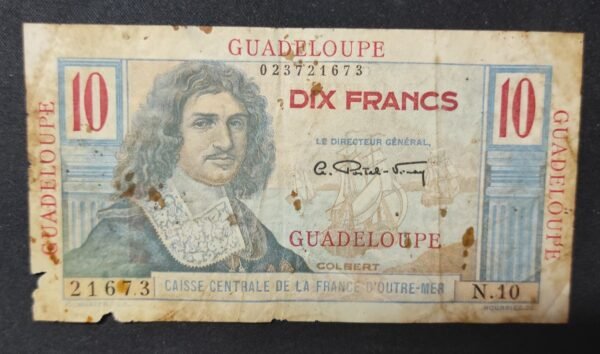 GUADELOUPE
023721673
10
DIX FRANCS
10
GUADELOUPE
GUADELOUPE
LE DIRECTEUR GÉNÉRAL,
GUADELOUPE
COLBERT
21673
CAISSE CENTRALE DE LA FRANCE D'OUTRE-MER
N.10